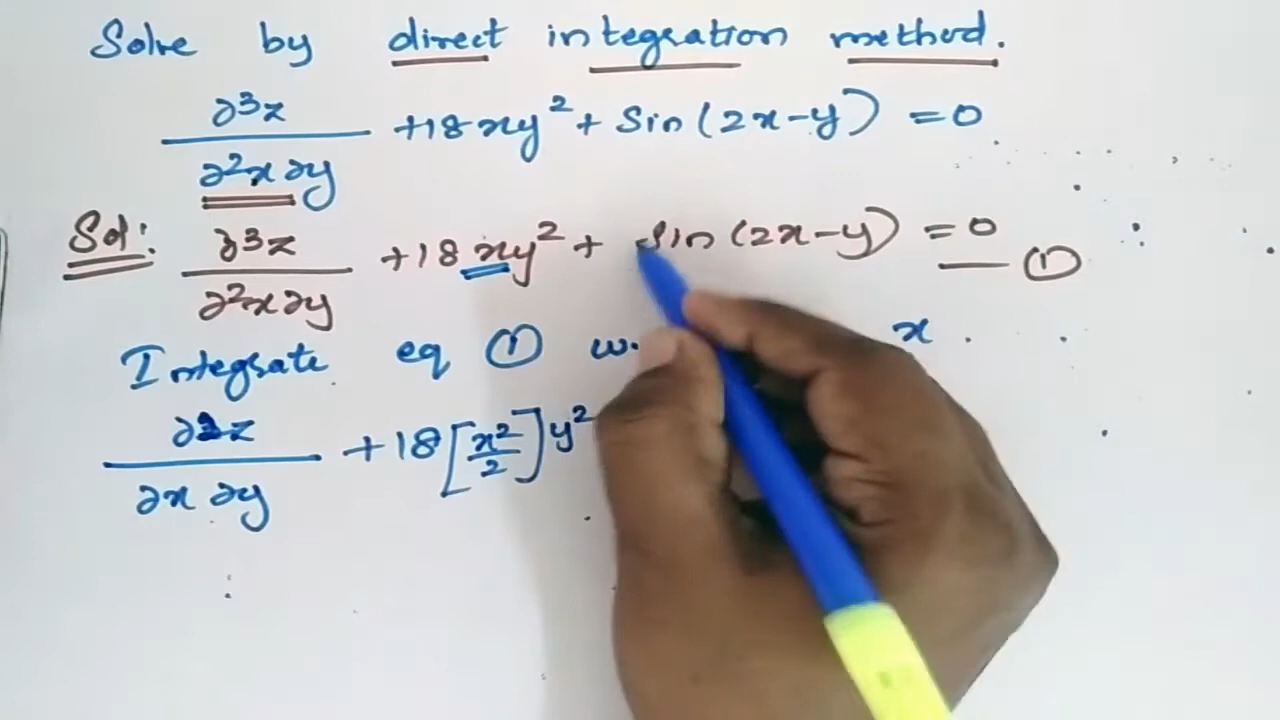 Solve by direct integration method.
∂³z / ∂²x ∂y + 18xy² + Sin(2x-y) = 0
Sol: ∂³z / ∂²x ∂y + 18xy² + Sin(2x-y) = 0 — ①
Integrate eq ① w. x.
∂²z / ∂x ∂y + 18[x²/2]y²